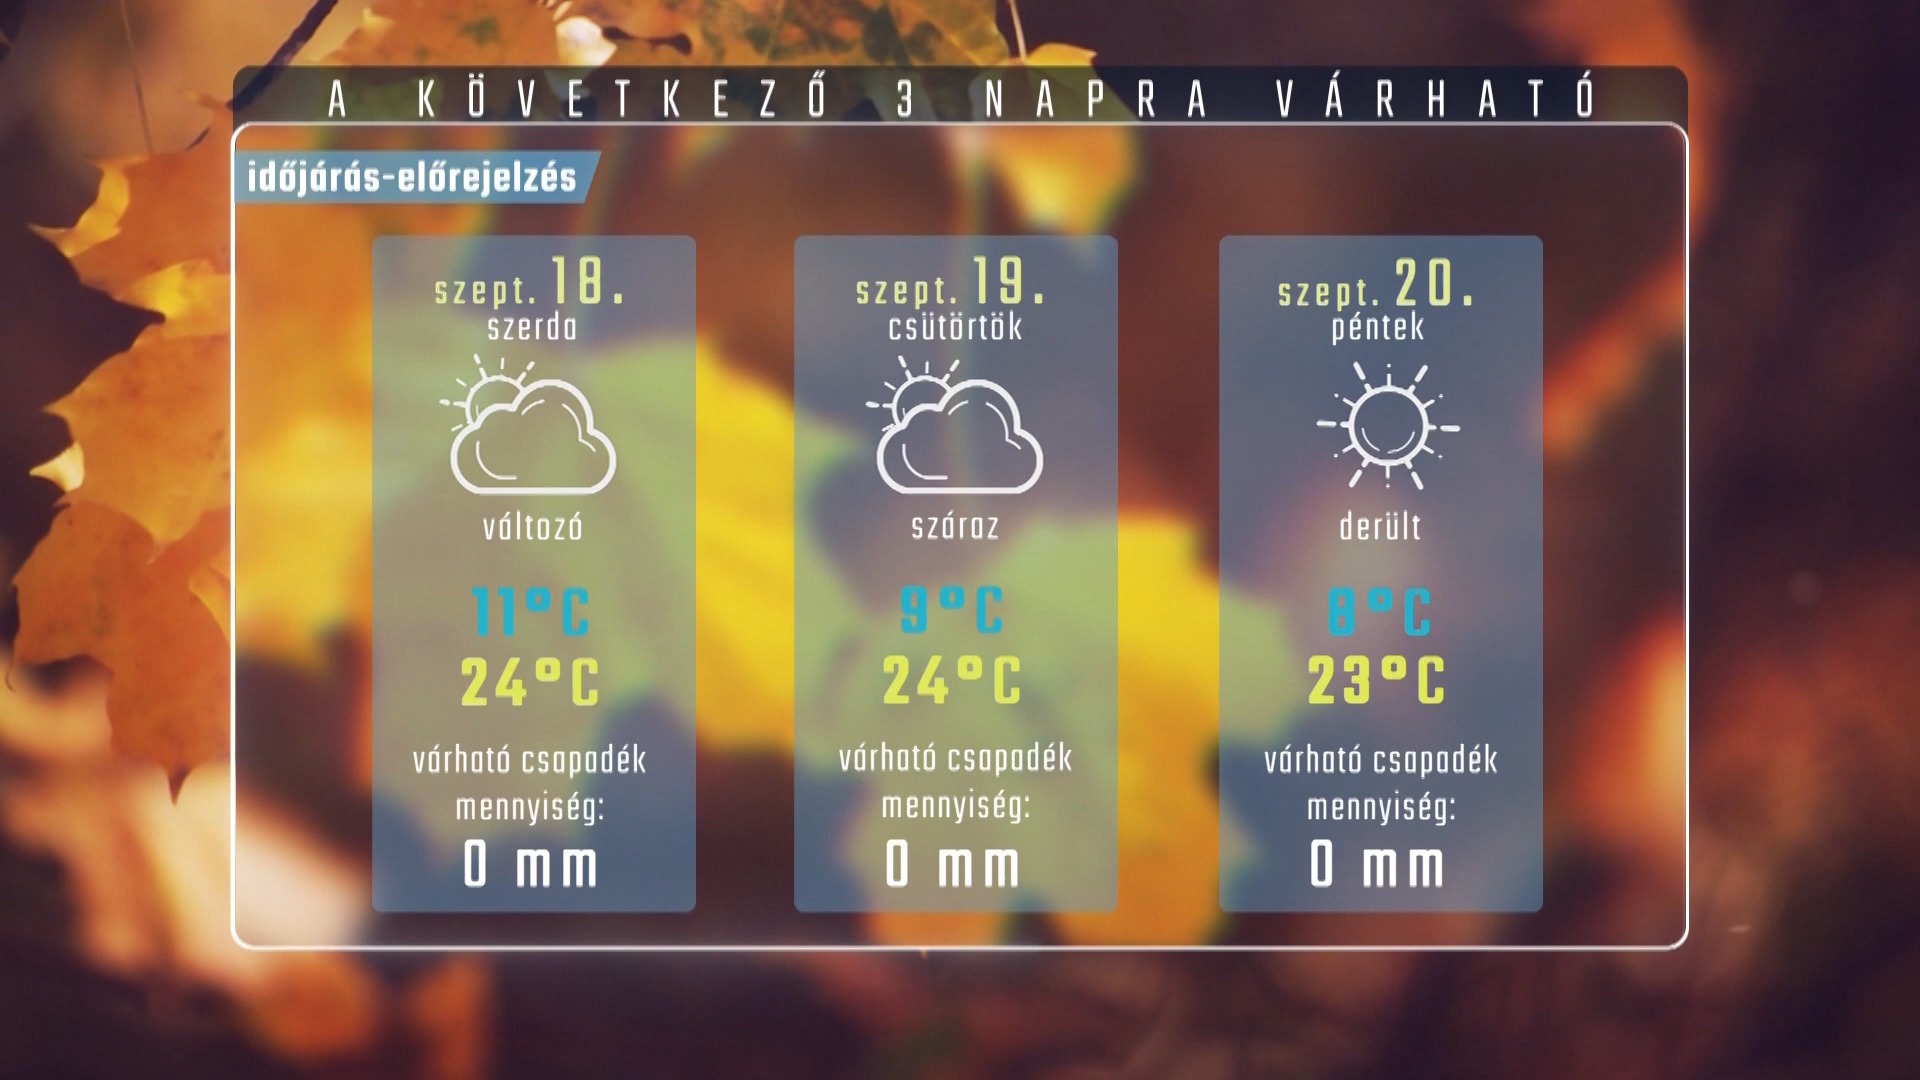 A KÖVETKEZŐ 3 NAPRA VÁRHATÓ
időjárás-előrejelzés
szept. 18.
szerda
változó
11°C
24°C
várható csapadék
mennyiség:
0 mm
szept. 19.
csütörtök
száraz
9°C
24°C
várható csapadék
mennyiség:
0 mm
szept. 20.
péntek
derült
8°C
23°C
várható csapadék
mennyiség:
0 mm